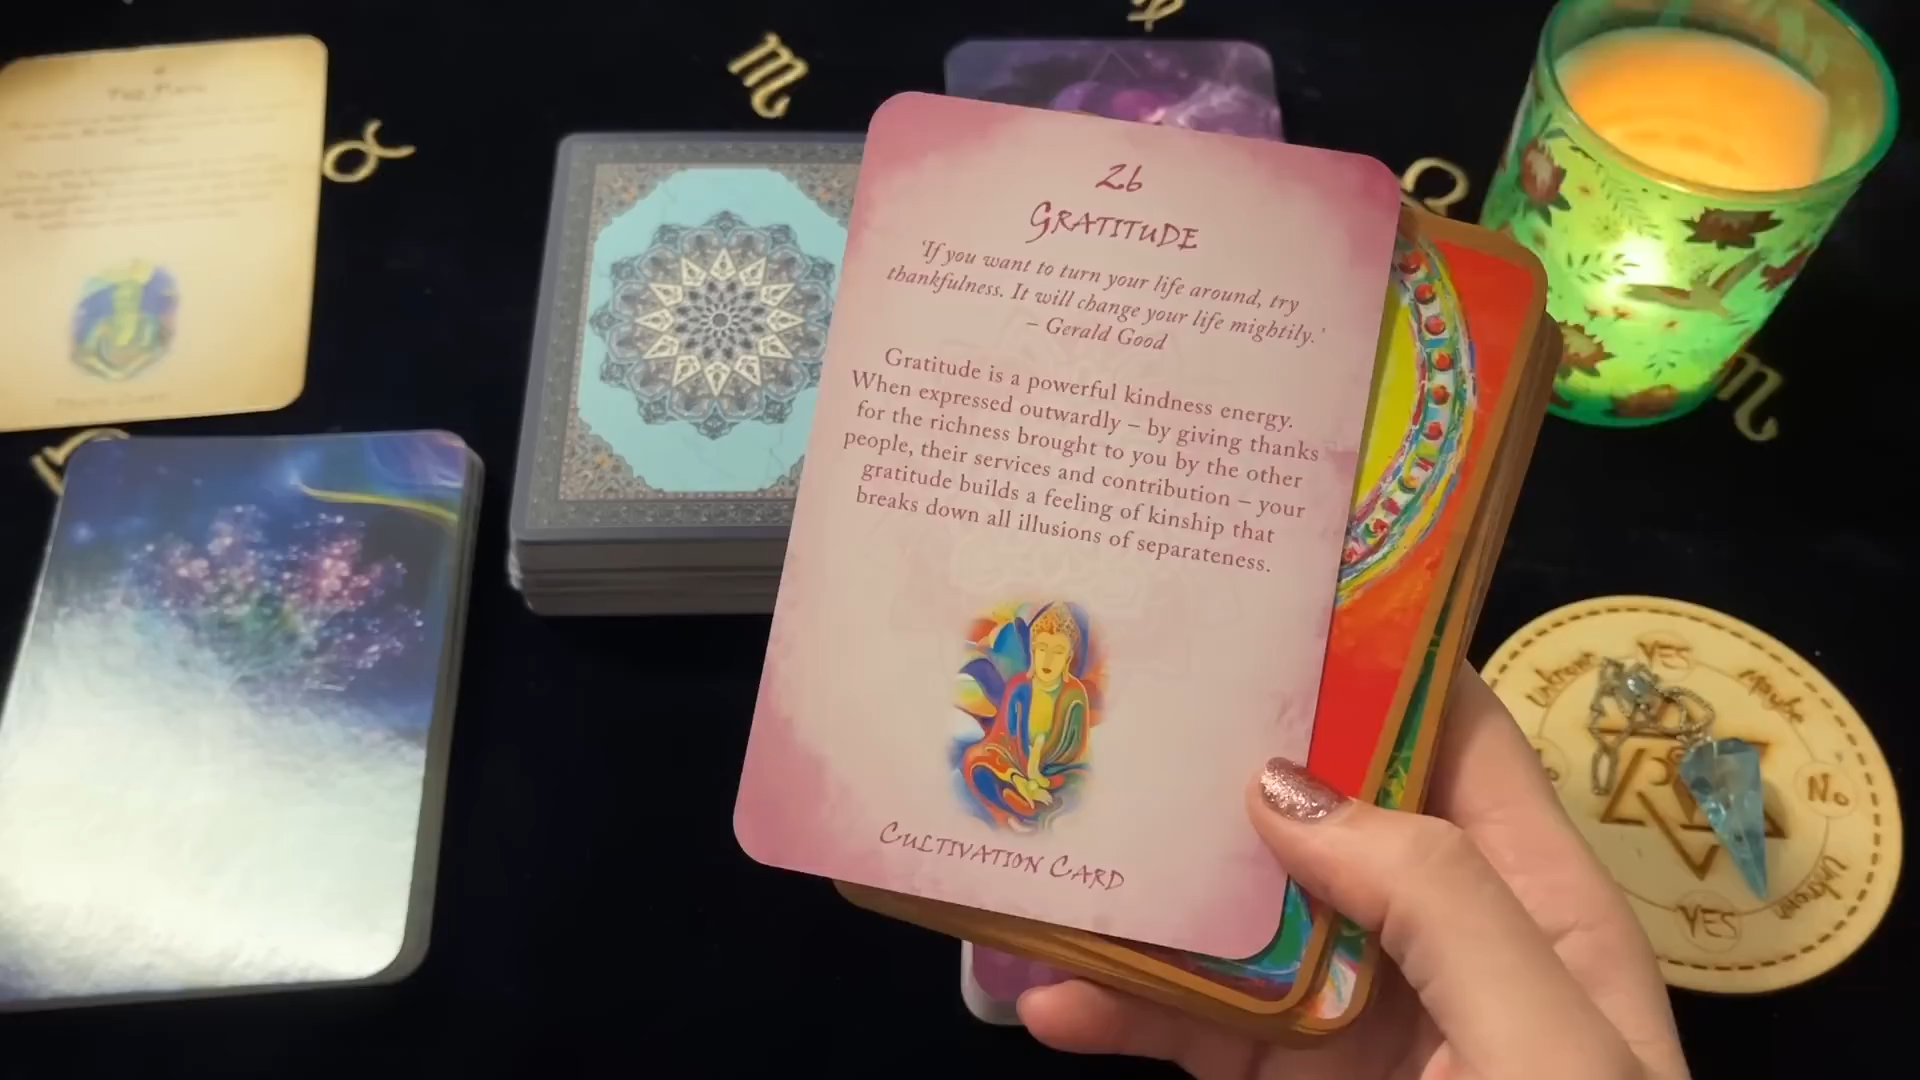 26
GRATITUDE
'If you want to turn your life around, try
thankfulness. It will change your life mightily.'
– Gerald Good
Gratitude is a powerful kindness energy.
When expressed outwardly – by giving thanks
for the richness brought to you by the other
people, their services and contribution – your
gratitude builds a feeling of kinship that
breaks down all illusions of separateness.
CULTIVATION CARD
Unknown
YES
Maybe
No
Unknown
YES